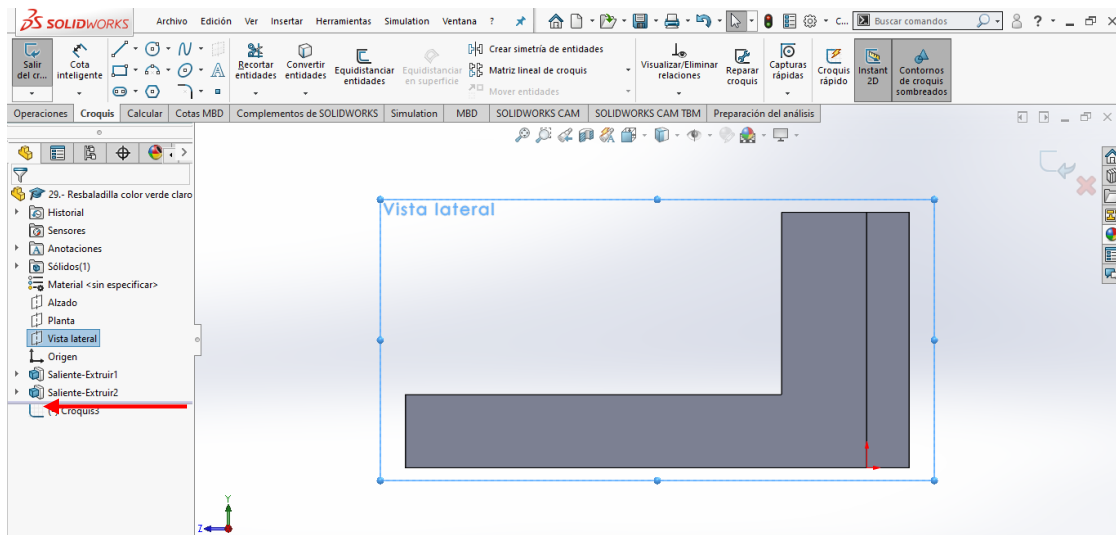 SOLIDWORKS Archivo Edición Ver Insertar Herramientas Simulation Ventana ? C... Buscar comandos ?
Salir del cr...
Cota inteligente
Recortar entidades
Convertir entidades
Equidistanciar entidades
Equidistanciar en superficie
Crear simetría de entidades
Matriz lineal de croquis
Mover entidades
Visualizar/Eliminar relaciones
Reparar croquis
Capturas rápidas
Croquis rápido
Instant 2D
Contornos de croquis sombreados
Operaciones Croquis Calcular Cotas MBD Complementos de SOLIDWORKS Simulation MBD SOLIDWORKS CAM SOLIDWORKS CAM TBM Preparación del análisis
29.- Resbaladilla color verde claro
Historial
Sensores
Anotaciones
Sólidos(1)
Material <sin especificar>
Alzado
Planta
Vista lateral
Origen
Saliente-Extruir1
Saliente-Extruir2
(-) Croquis3
Vista lateral
Y
Z